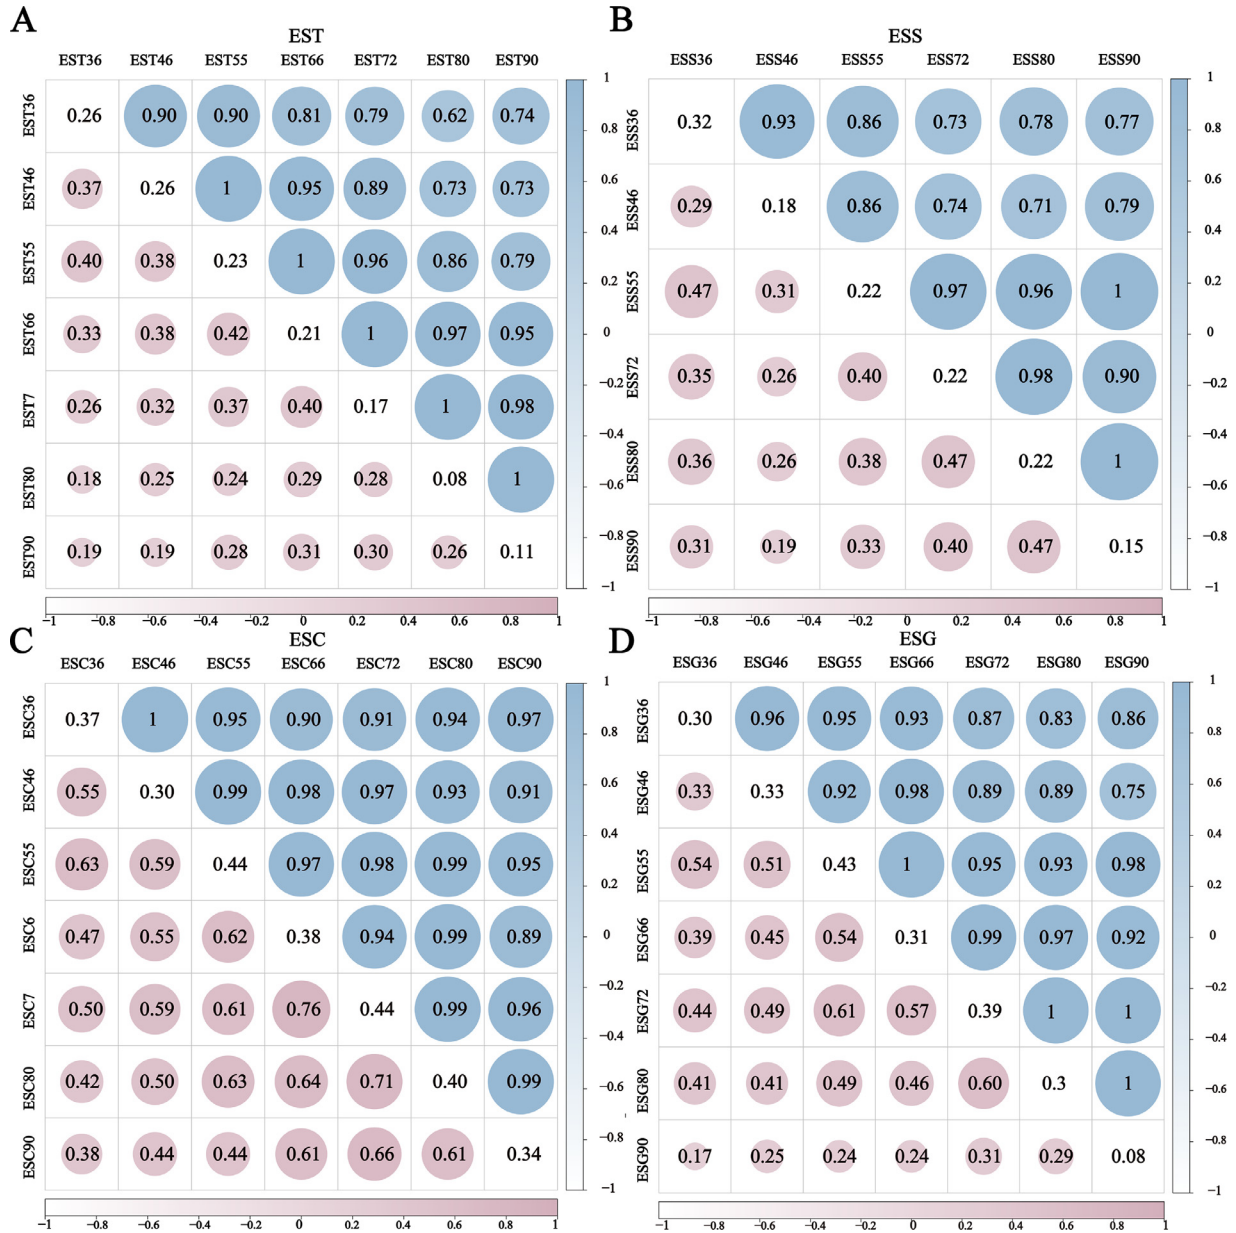 A
EST
EST36 EST46 EST55 EST66 EST72 EST80 EST90
EST36 0.26 0.90 0.90 0.81 0.79 0.62 0.74
EST46 0.37 0.26 1 0.95 0.89 0.73 0.73
EST55 0.40 0.38 0.23 1 0.96 0.86 0.79
EST66 0.33 0.38 0.42 0.21 1 0.97 0.95
EST7 0.26 0.32 0.37 0.40 0.17 1 0.98
EST80 0.18 0.25 0.24 0.29 0.28 0.08 1
EST90 0.19 0.19 0.28 0.31 0.30 0.26 0.11
1
0.8
0.6
0.4
0.2
0
−0.2
−0.4
−0.6
−0.8
−1
−1 −0.8 −0.6 −0.4 −0.2 0 0.2 0.4 0.6 0.8 1
B
ESS
ESS36 ESS46 ESS55 ESS72 ESS80 ESS90
ESS36 0.32 0.93 0.86 0.73 0.78 0.77
ESS46 0.29 0.18 0.86 0.74 0.71 0.79
ESS55 0.47 0.31 0.22 0.97 0.96 1
ESS72 0.35 0.26 0.40 0.22 0.98 0.90
ESS80 0.36 0.26 0.38 0.47 0.22 1
ESS90 0.31 0.19 0.33 0.40 0.47 0.15
1
0.8
0.6
0.4
0.2
0
−0.2
−0.4
−0.6
−0.8
−1
−1 −0.8 −0.6 −0.4 −0.2 0 0.2 0.4 0.6 0.8 1
C
ESC
ESC36 ESC46 ESC55 ESC66 ESC72 ESC80 ESC90
ESC36 0.37 1 0.95 0.90 0.91 0.94 0.97
ESC46 0.55 0.30 0.99 0.98 0.97 0.93 0.91
ESC55 0.63 0.59 0.44 0.97 0.98 0.99 0.95
ESC6 0.47 0.55 0.62 0.38 0.94 0.99 0.89
ESC7 0.50 0.59 0.61 0.76 0.44 0.99 0.96
ESC80 0.42 0.50 0.63 0.64 0.71 0.40 0.99
ESC90 0.38 0.44 0.44 0.61 0.66 0.61 0.34
1
0.8
0.6
0.4
0.2
0
−0.2
−0.4
−0.6
−0.8
−1
−1 −0.8 −0.6 −0.4 −0.2 0 0.2 0.4 0.6 0.8 1
D
ESG
ESG36 ESG46 ESG55 ESG66 ESG72 ESG80 ESG90
ESG36 0.30 0.96 0.95 0.93 0.87 0.83 0.86
ESG46 0.33 0.33 0.92 0.98 0.89 0.89 0.75
ESG55 0.54 0.51 0.43 1 0.95 0.93 0.98
ESG66 0.39 0.45 0.54 0.31 0.99 0.97 0.92
ESG72 0.44 0.49 0.61 0.57 0.39 1 1
ESG80 0.41 0.41 0.49 0.46 0.60 0.3 1
ESG90 0.17 0.25 0.24 0.24 0.31 0.29 0.08
1
0.8
0.6
0.4
0.2
0
−0.2
−0.4
−0.6
−0.8
−1
−1 −0.8 −0.6 −0.4 −0.2 0 0.2 0.4 0.6 0.8 1